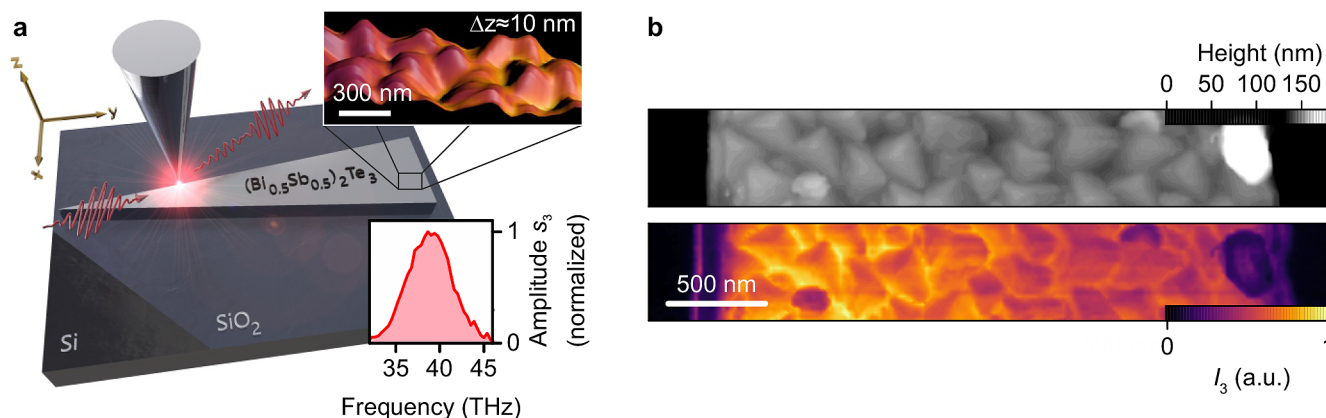 a
Δz≈10 nm
300 nm
z
y
x
(Bi0.5Sb0.5)2Te3
SiO2
Si
1
0
Amplitude s3
(normalized)
35 40 45
Frequency (THz)
b
Height (nm)
0 50 100 150
500 nm
0 1
I3 (a.u.)